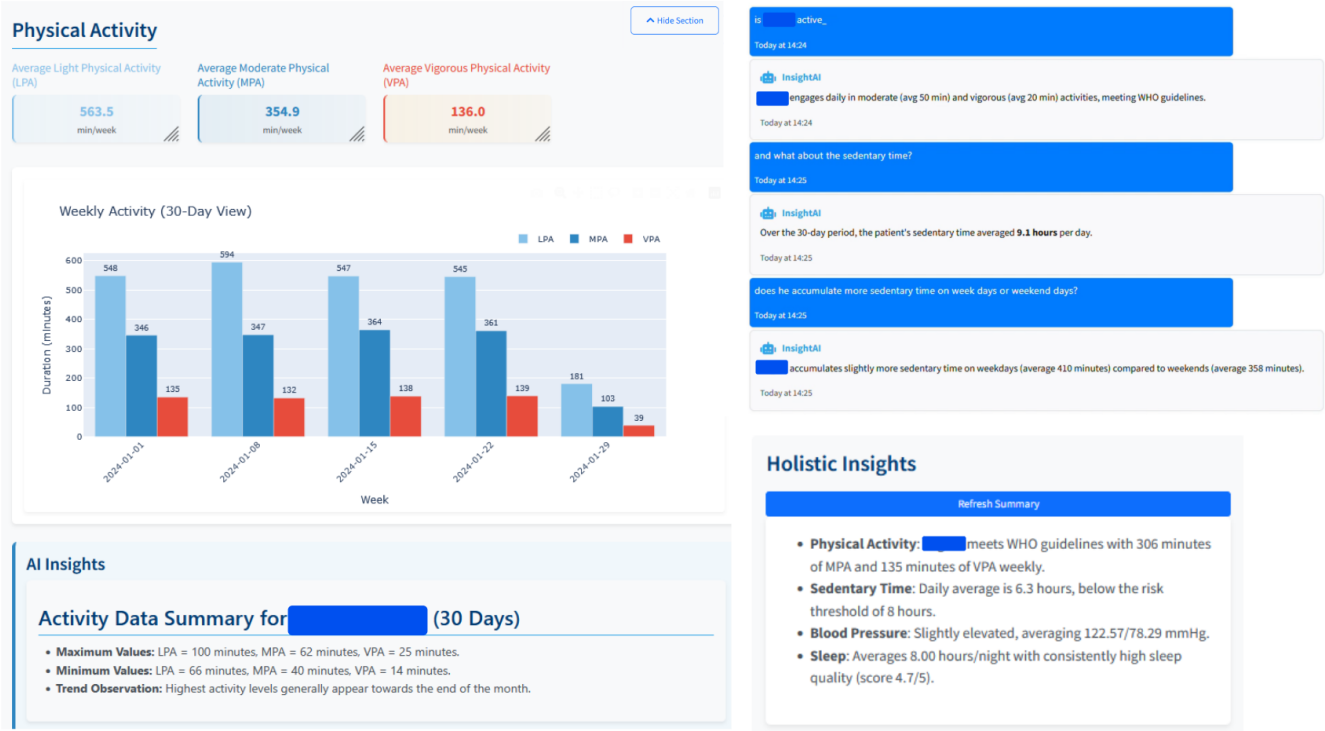 Physical Activity
Hide Section
Average Light Physical Activity
(LPA)
563.5
min/week
Average Moderate Physical
Activity (MPA)
354.9
min/week
Average Vigorous Physical Activity
(VPA)
136.0
min/week
Weekly Activity (30-Day View)
LPA MPA VPA
Duration (minutes)
600
500
400
300
200
100
0
548
346
135
594
347
132
547
364
138
545
361
139
181
103
39
2024-01-01
2024-01-08
2024-01-15
2024-01-22
2024-01-29
Week
AI Insights
Activity Data Summary for (30 Days)
• Maximum Values: LPA = 100 minutes, MPA = 62 minutes, VPA = 25 minutes.
• Minimum Values: LPA = 66 minutes, MPA = 40 minutes, VPA = 14 minutes.
• Trend Observation: Highest activity levels generally appear towards the end of the month.
is active_
Today at 14:24
InsightAI
engages daily in moderate (avg 50 min) and vigorous (avg 20 min) activities, meeting WHO guidelines.
Today at 14:24
and what about the sedentary time?
Today at 14:25
InsightAI
Over the 30-day period, the patient's sedentary time averaged 9.1 hours per day.
Today at 14:25
does he accumulate more sedentary time on week days or weekend days?
Today at 14:25
InsightAI
accumulates slightly more sedentary time on weekdays (average 410 minutes) compared to weekends (average 358 minutes).
Today at 14:25
Holistic Insights
Refresh Summary
• Physical Activity: meets WHO guidelines with 306 minutes
of MPA and 135 minutes of VPA weekly.
• Sedentary Time: Daily average is 6.3 hours, below the risk
threshold of 8 hours.
• Blood Pressure: Slightly elevated, averaging 122.57/78.29 mmHg.
• Sleep: Averages 8.00 hours/night with consistently high sleep
quality (score 4.7/5).